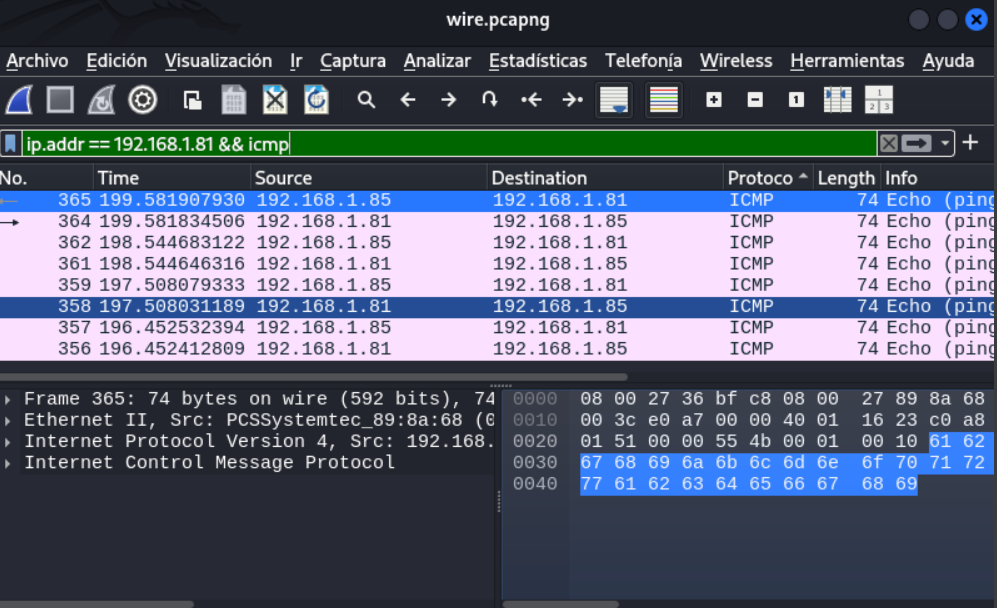 wire.pcapng
Archivo Edición Visualización Ir Captura Analizar Estadísticas Telefonía Wireless Herramientas Ayuda
1
2 3
ip.addr == 192.168.1.81 && icmp
No. Time Source Destination Protoco Length Info
365 199.581907930 192.168.1.85 192.168.1.81 ICMP 74 Echo (ping
364 199.581834506 192.168.1.81 192.168.1.85 ICMP 74 Echo (ping
362 198.544683122 192.168.1.85 192.168.1.81 ICMP 74 Echo (ping
361 198.544646316 192.168.1.81 192.168.1.85 ICMP 74 Echo (ping
359 197.508079333 192.168.1.85 192.168.1.81 ICMP 74 Echo (ping
358 197.508031189 192.168.1.81 192.168.1.85 ICMP 74 Echo (ping
357 196.452532394 192.168.1.85 192.168.1.81 ICMP 74 Echo (ping
356 196.452412809 192.168.1.81 192.168.1.85 ICMP 74 Echo (ping
Frame 365: 74 bytes on wire (592 bits), 74
Ethernet II, Src: PCSSystemtec_89:8a:68 (0
Internet Protocol Version 4, Src: 192.168.
Internet Control Message Protocol
0000 08 00 27 36 bf c8 08 00 27 89 8a 68
0010 00 3c e0 a7 00 00 40 01 16 23 c0 a8
0020 01 51 00 00 55 4b 00 01 00 10 61 62
0030 67 68 69 6a 6b 6c 6d 6e 6f 70 71 72
0040 77 61 62 63 64 65 66 67 68 69